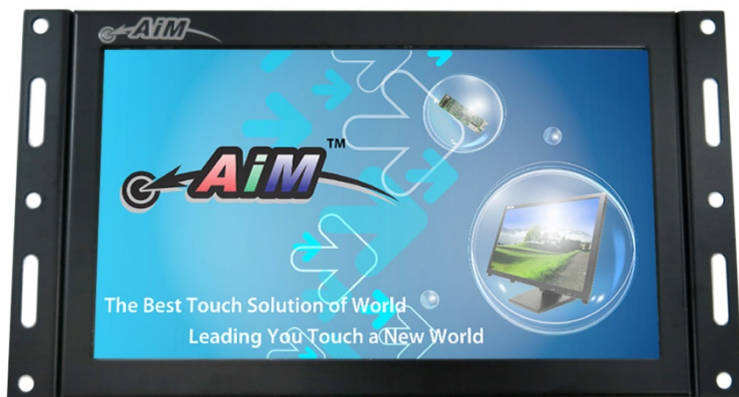 AiM
AiM™
The Best Touch Solution of World
Leading You Touch a New World